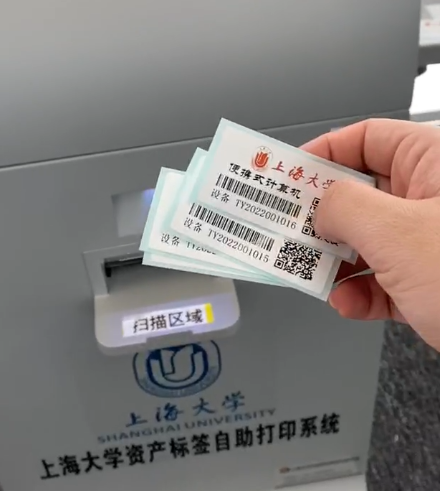 上海大学
便携式计算机
设备 TY2022001016
设备 TY2022001015
设备
扫描区域
上海大学
SHANGHAI UNIVERSITY
上海大学资产标签自助打印系统